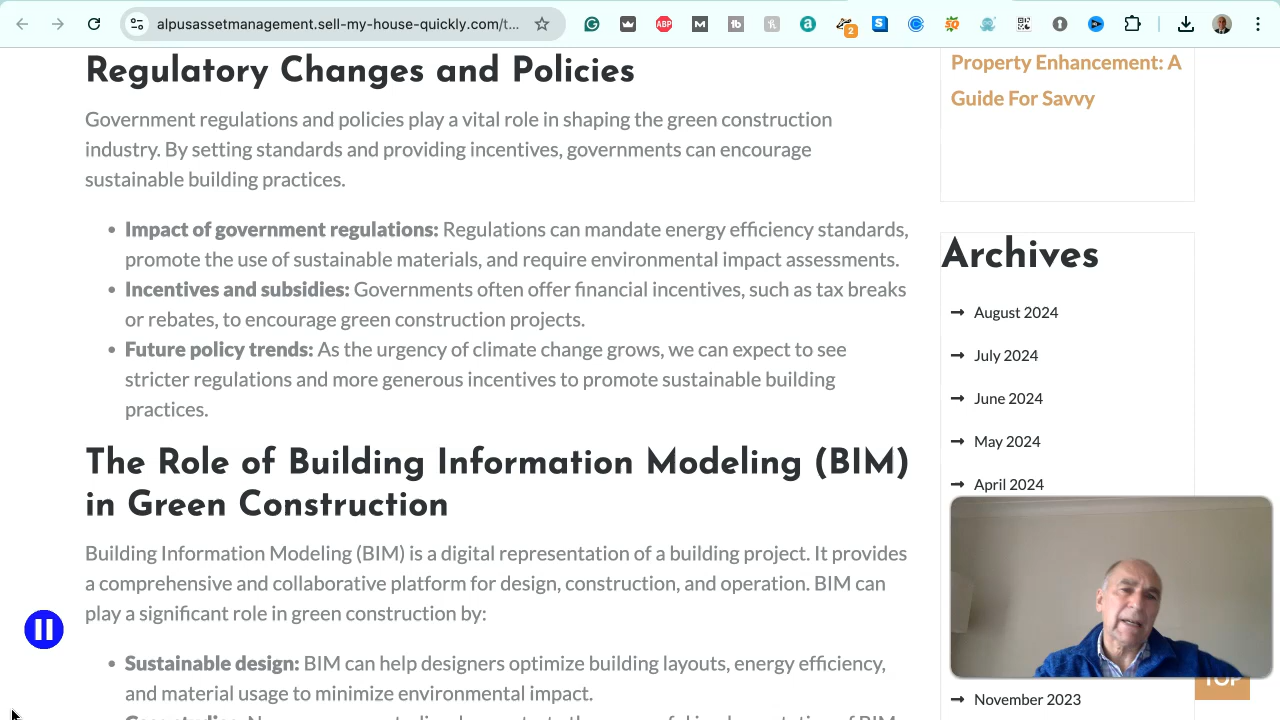 alpusassetmanagement.sell-my-house-quickly.com/t...
2
Regulatory Changes and Policies
Government regulations and policies play a vital role in shaping the green construction
industry. By setting standards and providing incentives, governments can encourage
sustainable building practices.
• Impact of government regulations: Regulations can mandate energy efficiency standards,
promote the use of sustainable materials, and require environmental impact assessments.
• Incentives and subsidies: Governments often offer financial incentives, such as tax breaks
or rebates, to encourage green construction projects.
• Future policy trends: As the urgency of climate change grows, we can expect to see
stricter regulations and more generous incentives to promote sustainable building
practices.
The Role of Building Information Modeling (BIM)
in Green Construction
Building Information Modeling (BIM) is a digital representation of a building project. It provides
a comprehensive and collaborative platform for design, construction, and operation. BIM can
play a significant role in green construction by:
• Sustainable design: BIM can help designers optimize building layouts, energy efficiency,
and material usage to minimize environmental impact.
Property Enhancement: A
Guide For Savvy
Archives
August 2024
July 2024
June 2024
May 2024
April 2024
November 2023
TOP